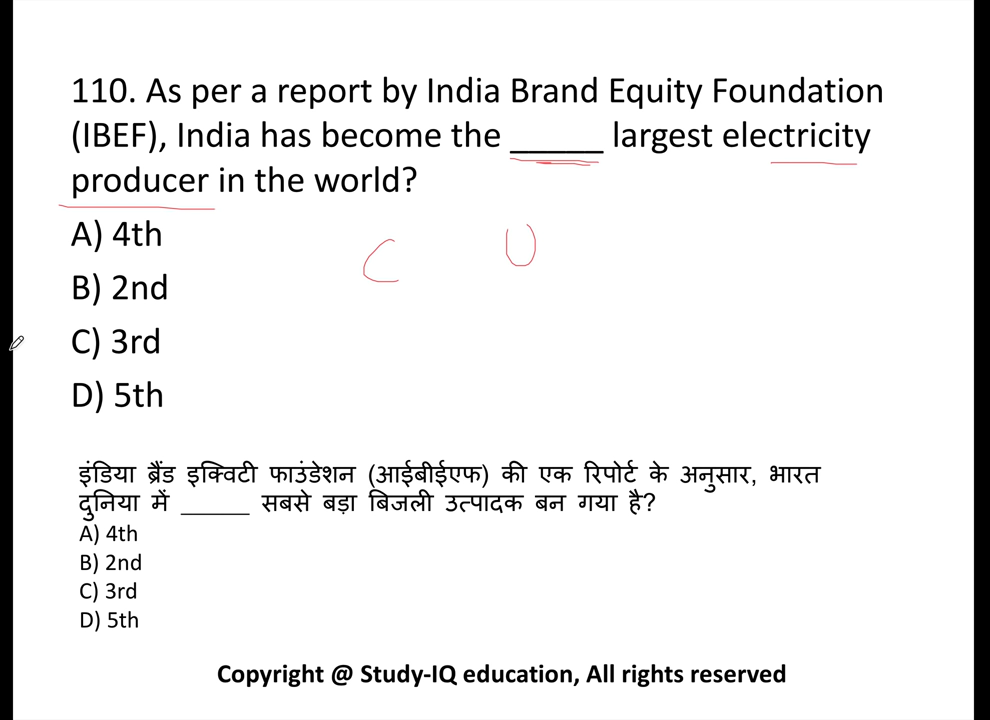 110. As per a report by India Brand Equity Foundation
(IBEF), India has become the _____ largest electricity
producer in the world?
A) 4th
C U
B) 2nd
C) 3rd
D) 5th
इंडिया ब्रैंड इक्विटी फाउंडेशन (आईबीईएफ) की एक रिपोर्ट के अनुसार, भारत
दुनिया में _____ सबसे बड़ा बिजली उत्पादक बन गया है?
A) 4th
B) 2nd
C) 3rd
D) 5th
Copyright @ Study-IQ education, All rights reserved